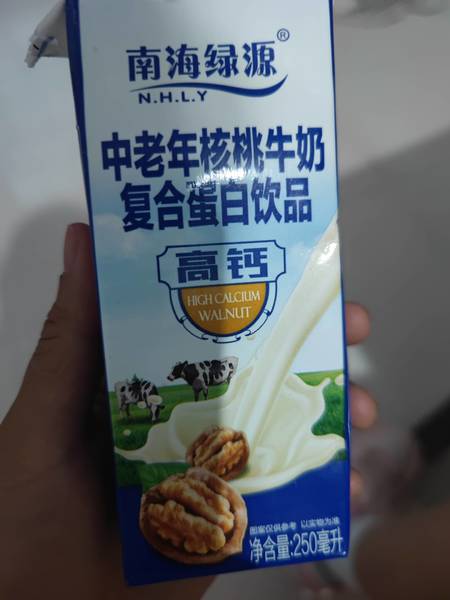 南海绿源®
N.H.L.Y
中老年核桃牛奶
复合蛋白饮品
高钙
HIGH CALCIUM
WALNUT
图案仅供参考 以实物为准
净含量:250毫升